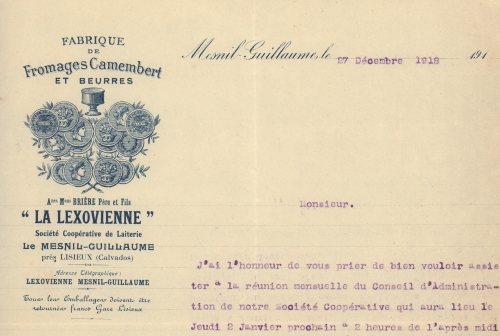 FABRIQUE
DE
Fromages Camembert
ET BEURRES
Anne Mson BRIÈRE Père et Fils
“ LA LEXOVIENNE ”
Société Coopérative de Laiterie
Le MESNIL-GUILLAUME
près LISIEUX (Calvados)
Adresse Télégraphique :
LEXOVIENNE MESNIL-GUILLAUME
Tous les Emballages doivent être
retournés franco Gare Lisieux
Mesnil-Guillaume, le 27 Décembre 1918 191
Monsieur.
J'ai l'honneur de vous prier de bien vouloir assis
ter à la réunion mensuelle du Conseil d'Administra
tion de notre Société Coopérative qui aura lieu le
Jeudi 2 Janvier prochain à 2 heures de l'après midi